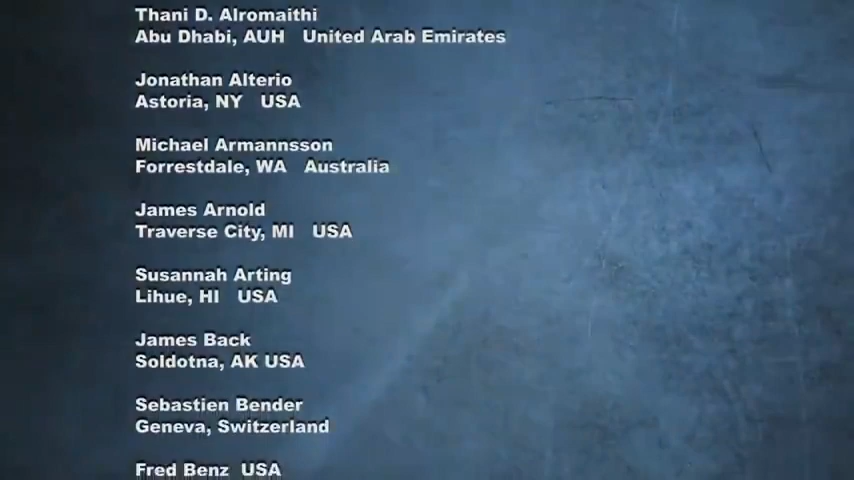 Thani D. Alromaithi
Abu Dhabi, AUH United Arab Emirates
Jonathan Alterio
Astoria, NY USA
Michael Armannsson
Forrestdale, WA Australia
James Arnold
Traverse City, MI USA
Susannah Arting
Lihue, HI USA
James Back
Soldotna, AK USA
Sebastien Bender
Geneva, Switzerland
Fred Benz USA